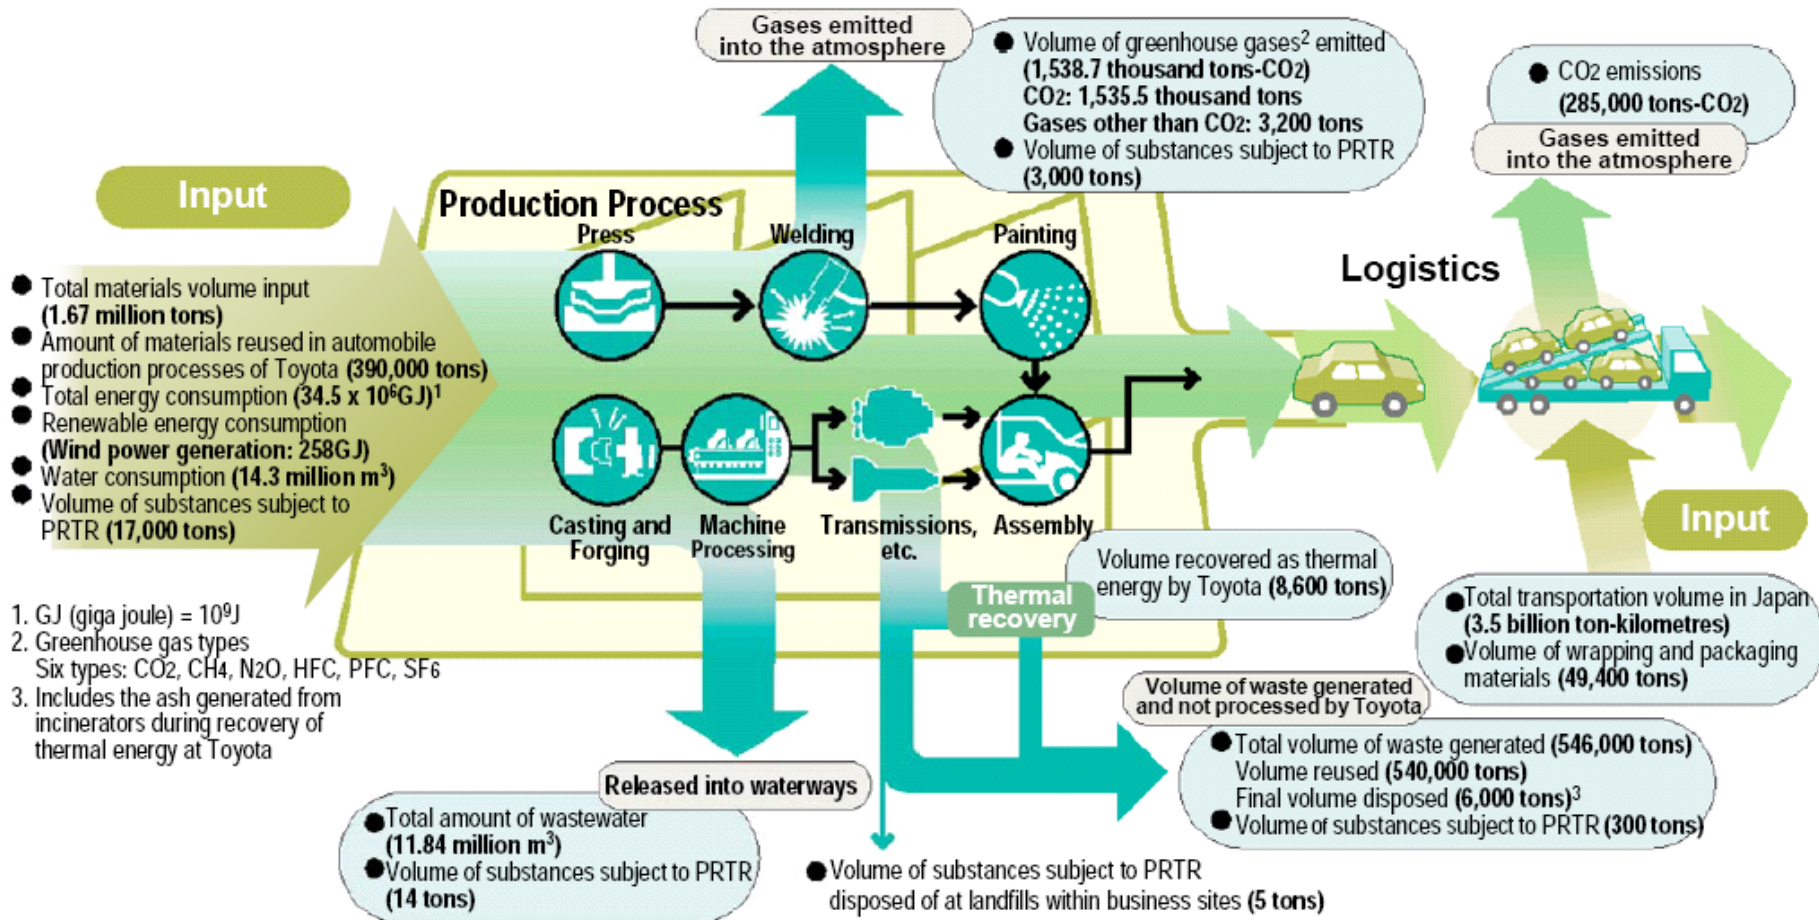 Gases emitted
into the atmosphere
● Volume of greenhouse gases² emitted
(1,538.7 thousand tons-CO2)
CO2: 1,535.5 thousand tons
Gases other than CO2: 3,200 tons
● Volume of substances subject to PRTR
(3,000 tons)
● CO2 emissions
(285,000 tons-CO2)
Gases emitted
into the atmosphere
Input
● Total materials volume input
(1.67 million tons)
● Amount of materials reused in automobile
production processes of Toyota (390,000 tons)
● Total energy consumption (34.5 x 10⁶GJ)¹
● Renewable energy consumption
(Wind power generation: 258GJ)
● Water consumption (14.3 million m³)
● Volume of substances subject to
PRTR (17,000 tons)
Production Process
Press
Welding
Painting
Casting and
Forging
Machine
Processing
Transmissions,
etc.
Assembly
Logistics
Input
● Total transportation volume in Japan
(3.5 billion ton-kilometres)
● Volume of wrapping and packaging
materials (49,400 tons)
Volume recovered as thermal
energy by Toyota (8,600 tons)
Thermal
recovery
1. GJ (giga joule) = 10⁹J
2. Greenhouse gas types
Six types: CO2, CH4, N2O, HFC, PFC, SF6
3. Includes the ash generated from
incinerators during recovery of
thermal energy at Toyota
Volume of waste generated
and not processed by Toyota
● Total volume of waste generated (546,000 tons)
Volume reused (540,000 tons)
Final volume disposed (6,000 tons)³
● Volume of substances subject to PRTR (300 tons)
Released into waterways
● Total amount of wastewater
(11.84 million m³)
● Volume of substances subject to PRTR
(14 tons)
● Volume of substances subject to PRTR
disposed of at landfills within business sites (5 tons)